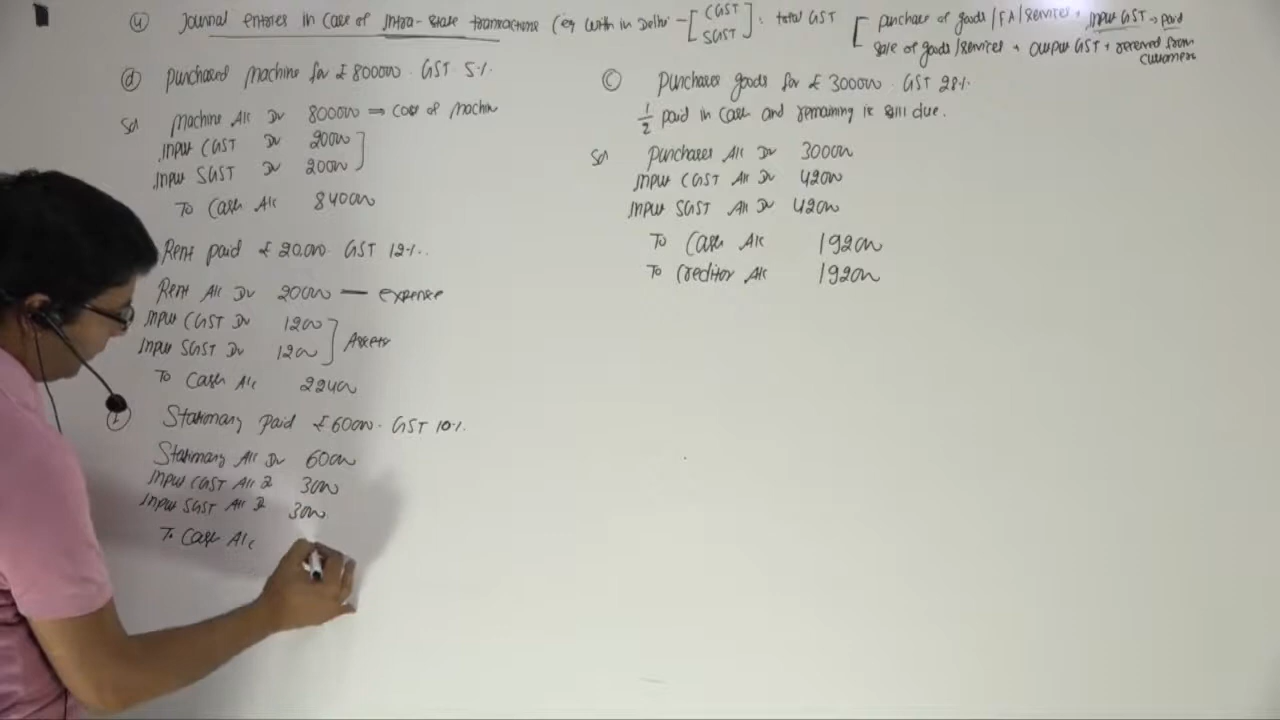 (4) Journal entries in case of Intra-state transactions (eg within Delhi - [CGST SGST] : total GST
[purchase of goods/FA/services + Input GST → paid
Sale of goods/services + Output GST + received from customers
(d) purchased machine for ₹ 80000. GST 5%.
Sol Machine A/c Dr 80000 ⇒ cost of machin
Input CGST Dr 2000
Input SGST Dr 2000
To Cash A/c 84000
Rent paid ₹ 20,000. GST 12%.
Rent A/c Dr 20000 — expense
Input CGST Dr 1200
Input SGST Dr 1200 ] Assets
To Cash A/c 22400
(f) Stationary paid ₹ 6000. GST 10%.
Stationary A/c Dr 6000
Input CGST A/c D 300
Input SGST A/c D 300
To Cash A/c
(c) Purchases goods for ₹ 30000. GST 28%.
1/2 paid in cash and remaining is still due.
Sol Purchases A/c Dr 30000
Input CGST A/c Dr 4200
Input SGST A/c Dr 4200
To Cash A/c 19200
To Creditor A/c 19200